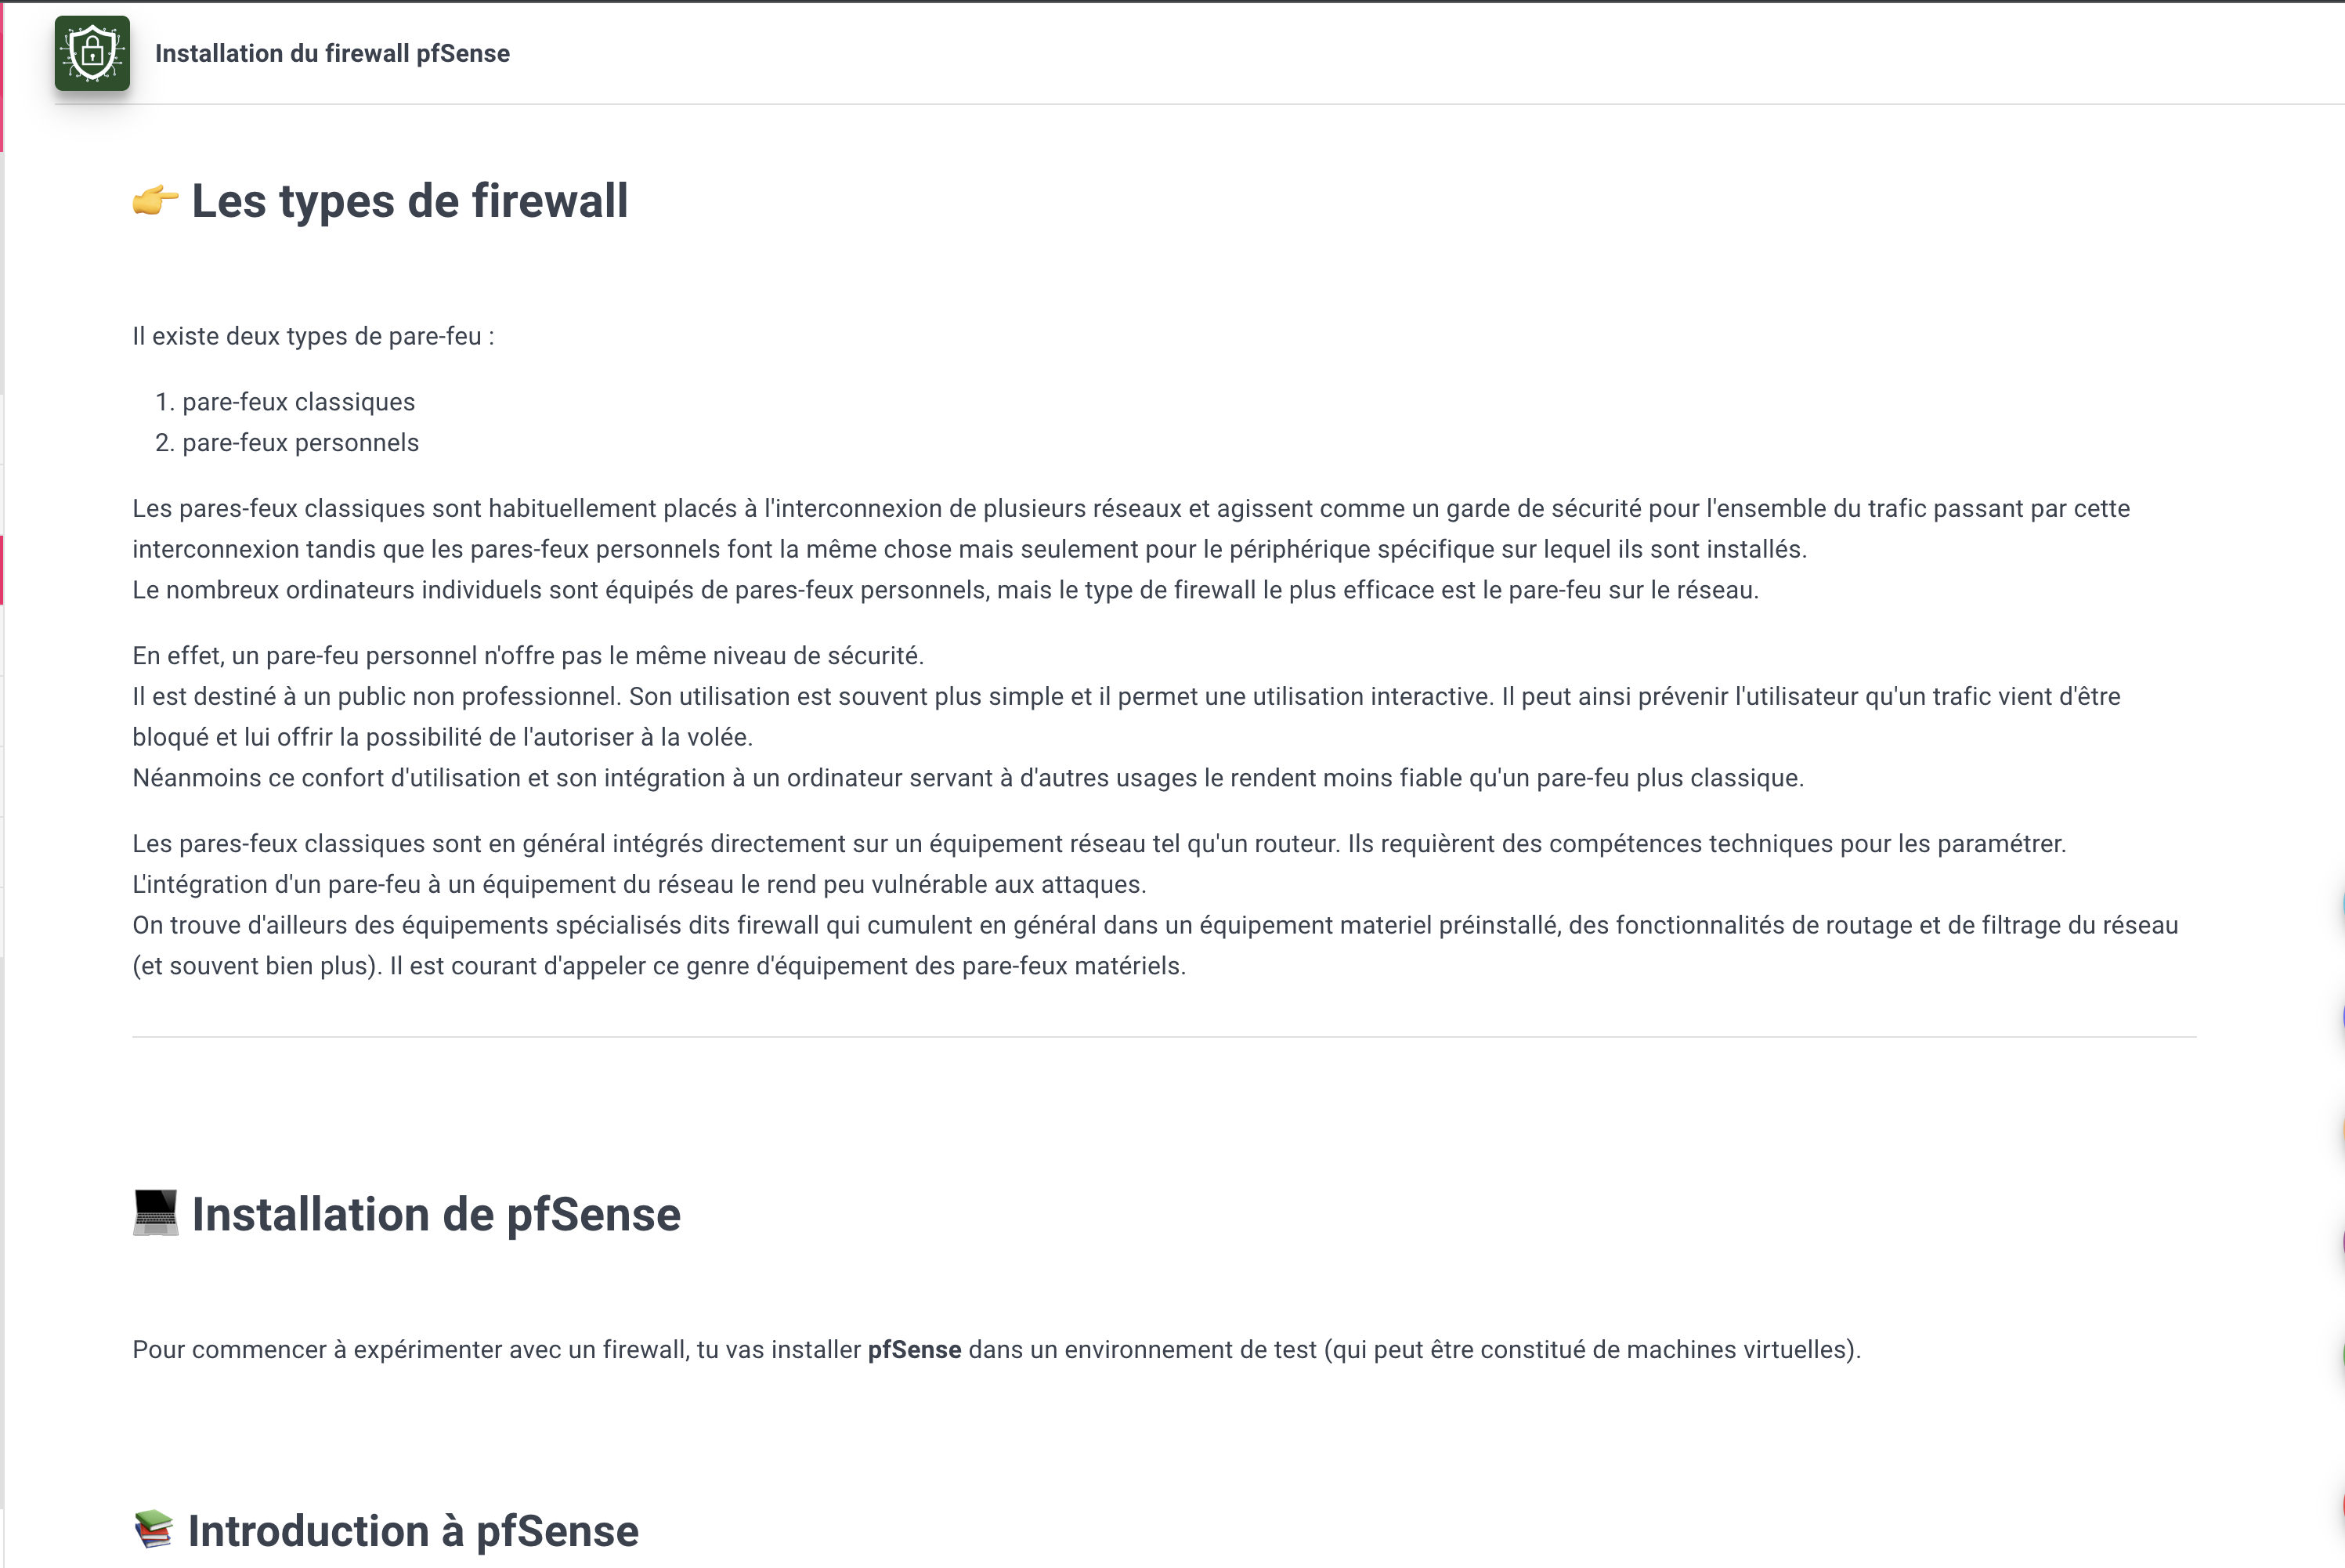 Installation du firewall pfSense
👉 Les types de firewall
Il existe deux types de pare-feu :
1. pare-feux classiques
2. pare-feux personnels
Les pares-feux classiques sont habituellement placés à l'interconnexion de plusieurs réseaux et agissent comme un garde de sécurité pour l'ensemble du trafic passant par cette
interconnexion tandis que les pares-feux personnels font la même chose mais seulement pour le périphérique spécifique sur lequel ils sont installés.
Le nombreux ordinateurs individuels sont équipés de pares-feux personnels, mais le type de firewall le plus efficace est le pare-feu sur le réseau.
En effet, un pare-feu personnel n'offre pas le même niveau de sécurité.
Il est destiné à un public non professionnel. Son utilisation est souvent plus simple et il permet une utilisation interactive. Il peut ainsi prévenir l'utilisateur qu'un trafic vient d'être
bloqué et lui offrir la possibilité de l'autoriser à la volée.
Néanmoins ce confort d'utilisation et son intégration à un ordinateur servant à d'autres usages le rendent moins fiable qu'un pare-feu plus classique.
Les pares-feux classiques sont en général intégrés directement sur un équipement réseau tel qu'un routeur. Ils requièrent des compétences techniques pour les paramétrer.
L'intégration d'un pare-feu à un équipement du réseau le rend peu vulnérable aux attaques.
On trouve d'ailleurs des équipements spécialisés dits firewall qui cumulent en général dans un équipement materiel préinstallé, des fonctionnalités de routage et de filtrage du réseau
(et souvent bien plus). Il est courant d'appeler ce genre d'équipement des pare-feux matériels.
💻 Installation de pfSense
Pour commencer à expérimenter avec un firewall, tu vas installer pfSense dans un environnement de test (qui peut être constitué de machines virtuelles).
📚 Introduction à pfSense